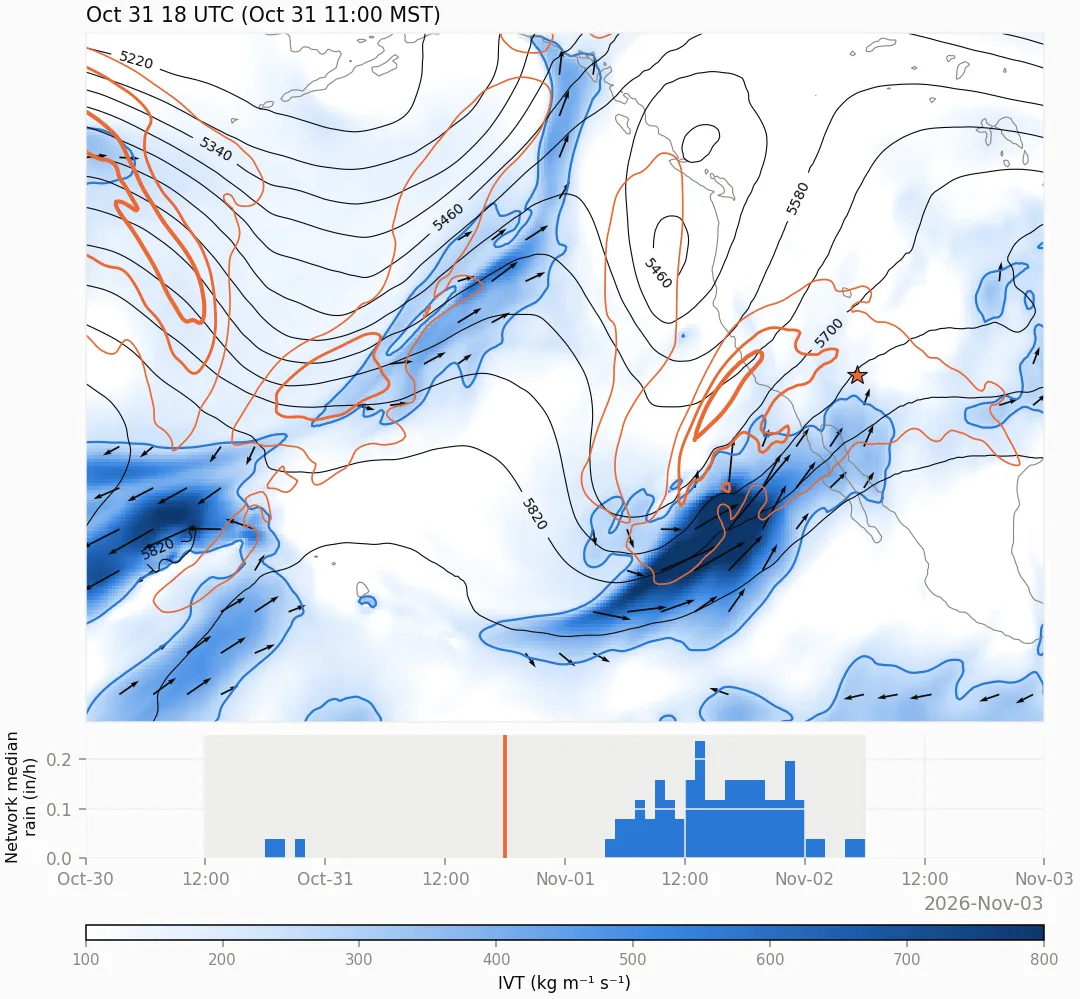 Oct 31 18 UTC (Oct 31 11:00 MST)
5220
5340
5460
5580
5460
5700
5820
5820
Network median
rain (in/h)
0.2
0.1
0.0
Oct-30 12:00 Oct-31 12:00 Nov-01 12:00 Nov-02 12:00 Nov-03
2026-Nov-03
100 200 300 400 500 600 700 800
IVT (kg m⁻¹ s⁻¹)